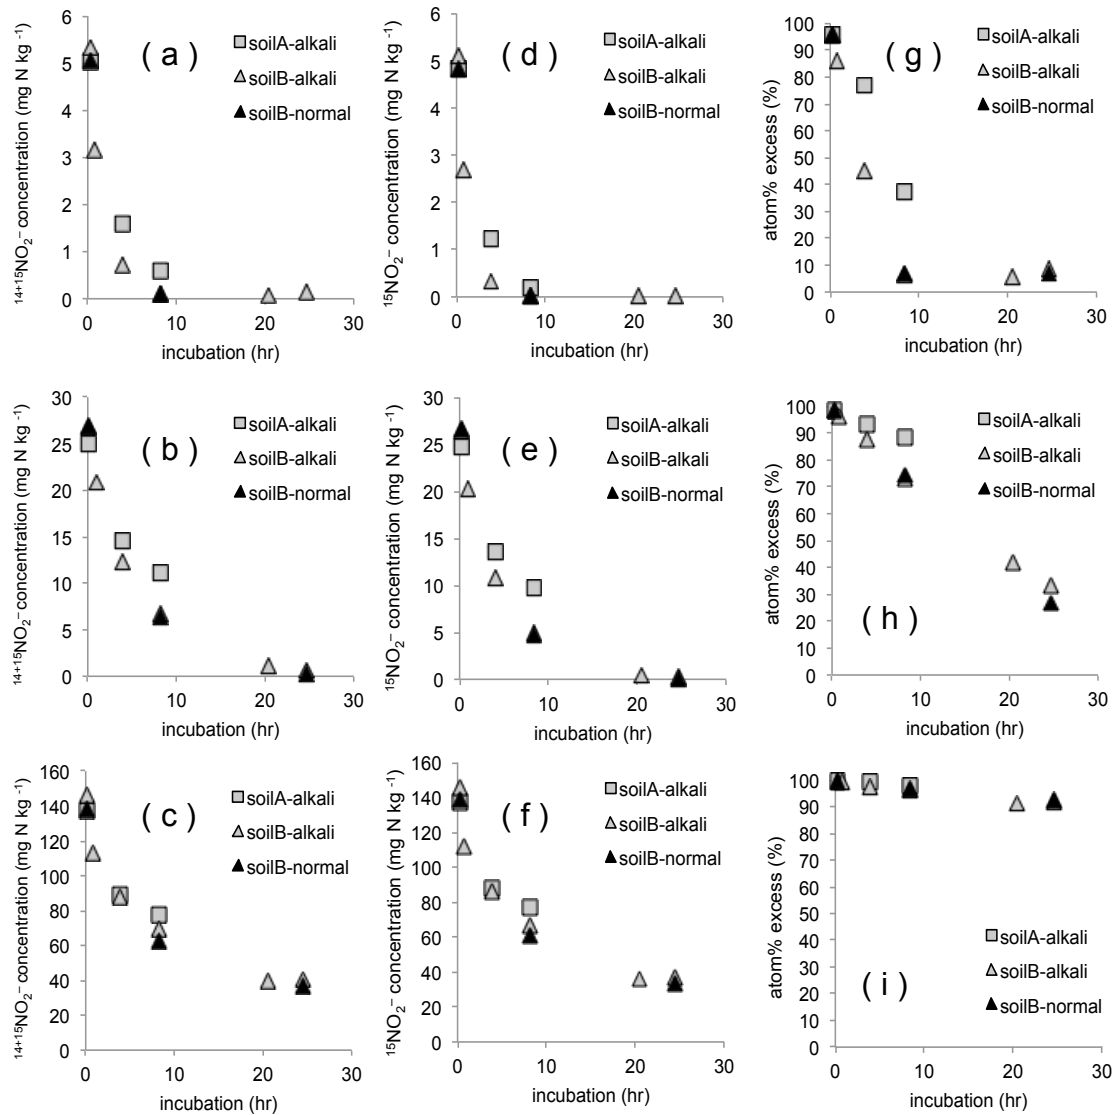 ¹⁴⁺¹⁵NO₂⁻ concentration (mg N kg⁻¹)
6
5
4
3
2
1
0
0 10 20 30
incubation (hr)
( a )
soilA-alkali
soilB-alkali
soilB-normal
¹⁵NO₂⁻ concentration (mg N kg⁻¹)
6
5
4
3
2
1
0
0 10 20 30
incubation (hr)
( d )
soilA-alkali
soilB-alkali
soilB-normal
atom% excess (%)
100
90
80
70
60
50
40
30
20
10
0
0 10 20 30
incubation (hr)
( g )
soilA-alkali
soilB-alkali
soilB-normal
¹⁴⁺¹⁵NO₂⁻ concentration (mg N kg⁻¹)
30
25
20
15
10
5
0
0 10 20 30
incubation (hr)
( b )
soilA-alkali
soilB-alkali
soilB-normal
¹⁵NO₂⁻ concentration (mg N kg⁻¹)
30
25
20
15
10
5
0
0 10 20 30
incubation (hr)
( e )
soilA-alkali
soilB-alkali
soilB-normal
atom% excess (%)
100
90
80
70
60
50
40
30
20
10
0
0 10 20 30
incubation (hr)
( h )
soilA-alkali
soilB-alkali
soilB-normal
¹⁴⁺¹⁵NO₂⁻ concentration (mg N kg⁻¹)
160
140
120
100
80
60
40
20
0
0 10 20 30
incubation (hr)
( c )
soilA-alkali
soilB-alkali
soilB-normal
¹⁵NO₂⁻ concentration (mg N kg⁻¹)
160
140
120
100
80
60
40
20
0
0 10 20 30
incubation (hr)
( f )
soilA-alkali
soilB-alkali
soilB-normal
atom% excess (%)
100
90
80
70
60
50
40
30
20
10
0
0 10 20 30
incubation (hr)
( i )
soilA-alkali
soilB-alkali
soilB-normal